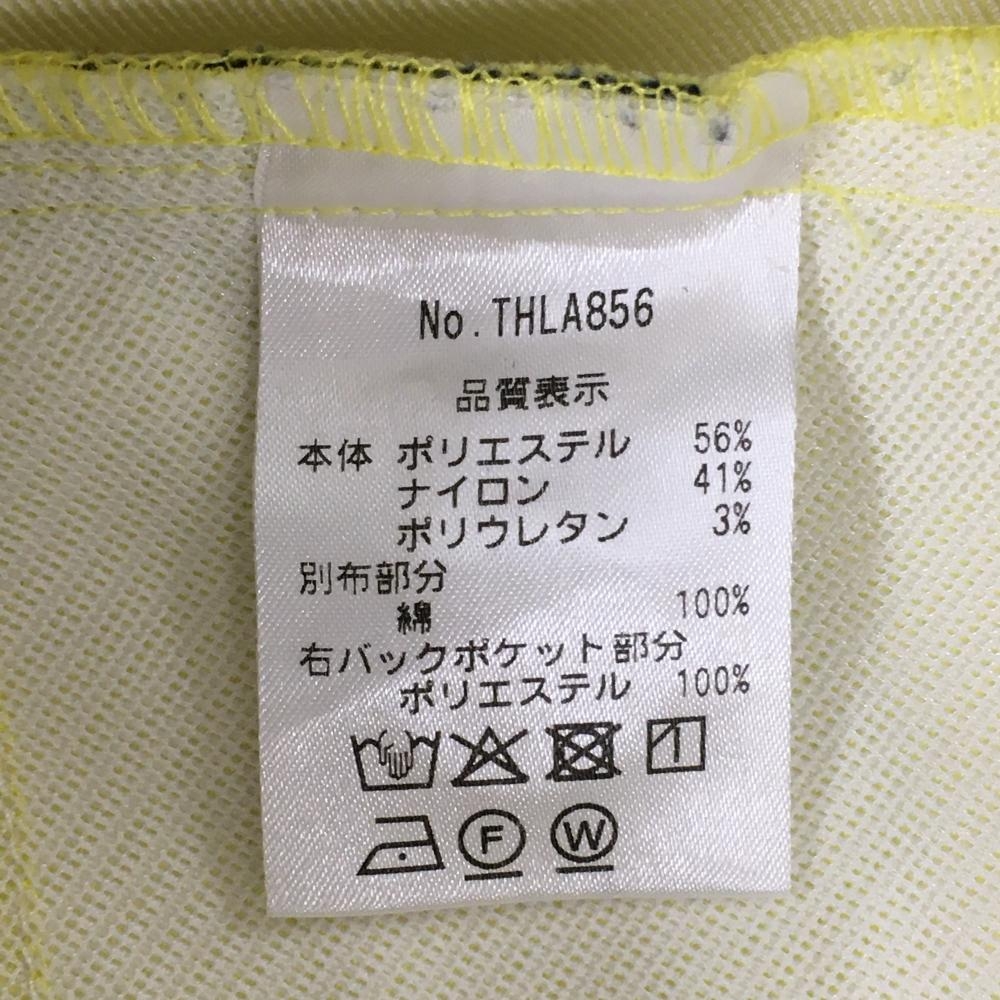 No.THLA856
品質表示
本体 ポリエステル 56%
ナイロン 41%
ポリウレタン 3%
別布部分
綿 100%
右バックポケット部分
ポリエステル 100%
F W